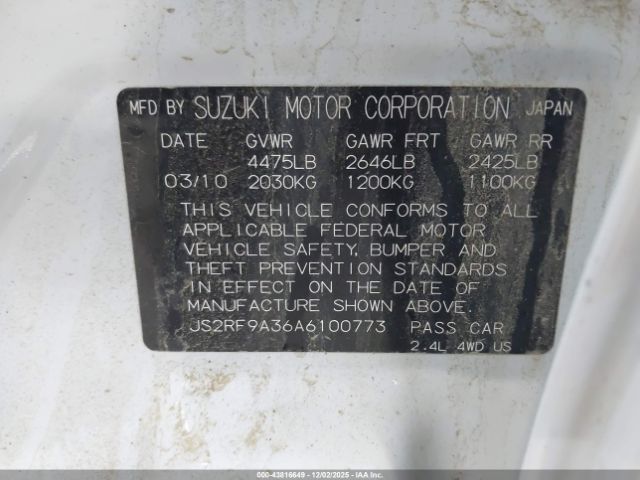 MFD BY SUZUKI MOTOR CORPORATION JAPAN
DATE GVWR GAWR FRT GAWR RR
4475LB 2646LB 2425LB
03/10 2030KG 1200KG 1100KG
THIS VEHICLE CONFORMS TO ALL
APPLICABLE FEDERAL MOTOR
VEHICLE SAFETY, BUMPER AND
THEFT PREVENTION STANDARDS
IN EFFECT ON THE DATE OF
MANUFACTURE SHOWN ABOVE.
JS2RF9A36A6100773 PASS CAR
2.4L 4WD US
000-43816649 - 12/02/2025 - IAAI.COM